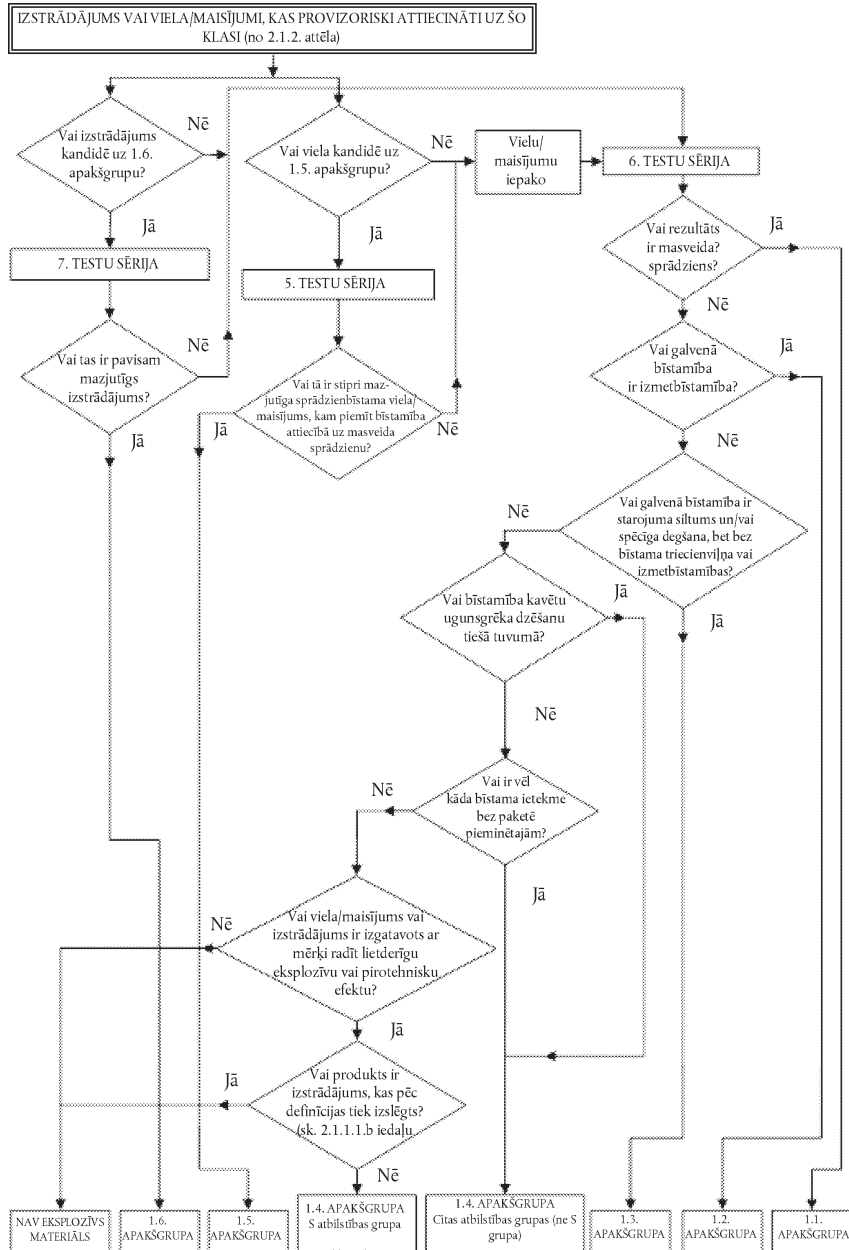 IZSTRĀDĀJUMS VAI VIELA/MAISĪJUMI, KAS PROVIZORISKI ATTIECINĀTI UZ ŠO
KLASI (no 2.1.2. attēla)
Vai izstrādājums
kandidē uz 1.6.
apakšgrupu?
Nē
Vai viela kandidē uz
1.5. apakšgrupu?
Nē
Vielu/
maisījumu
iepako
6. TESTU SĒRIJA
Jā
7. TESTU SĒRIJA
Jā
5. TESTU SĒRIJA
Vai rezultāts
ir masveida?
sprādziens?
Jā
Nē
Vai tas ir pavisam
mazjutīgs
izstrādājums?
Nē
Jā
Vai tā ir stipri maz-
jutīga sprādzienbīstama viela/
maisījums, kam piemīt bīstamība
attiecībā uz masveida
sprādzienu?
Jā
Nē
Vai galvenā
bīstamība
ir izmetbīstamība?
Jā
Nē
Vai galvenā bīstamība ir
starojuma siltums un/vai
spēcīga degšana, bet bez
bīstama triecienviļņa vai
izmetbīstamības?
Nē
Jā
Vai bīstamība kavētu
ugunsgrēka dzēšanu
tiešā tuvumā?
Jā
Nē
Vai ir vēl
kāda bīstama ietekme
bez paketē
pieminētajām?
Nē
Jā
Vai viela/maisījums vai
izstrādājums ir izgatavots ar
mērķi radīt lietderīgu
eksplozīvu vai pirotehnisku
efektu?
Nē
Jā
Vai produkts ir
izstrādājums, kas pēc
definīcijas tiek izslēgts?
(sk. 2.1.1.1.b iedaļu
Jā
Nē
NAV EKSPLOZĪVS
MATERIĀLS
1.6.
APAKŠGRUPA
1.5.
APAKŠGRUPA
1.4. APAKŠGRUPA
S atbilstības grupa
1.4. APAKŠGRUPA
Citas atbilstības grupas (ne S
grupa)
1.3.
APAKŠGRUPA
1.2.
APAKŠGRUPA
1.1.
APAKŠGRUPA